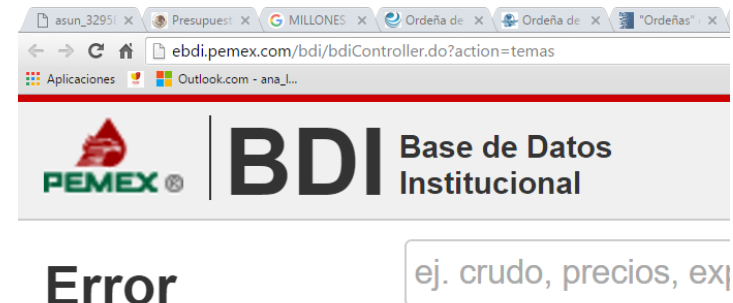 asun_3295
Presupuest
MILLONES
Ordeña de
Ordeña de
"Ordeñas"
ebdi.pemex.com/bdi/bdiController.do?action=temas
Aplicaciones
Outlook.com - ana_l...
PEMEX ®
BDI
Base de Datos
Institucional
Error
ej. crudo, precios, exp